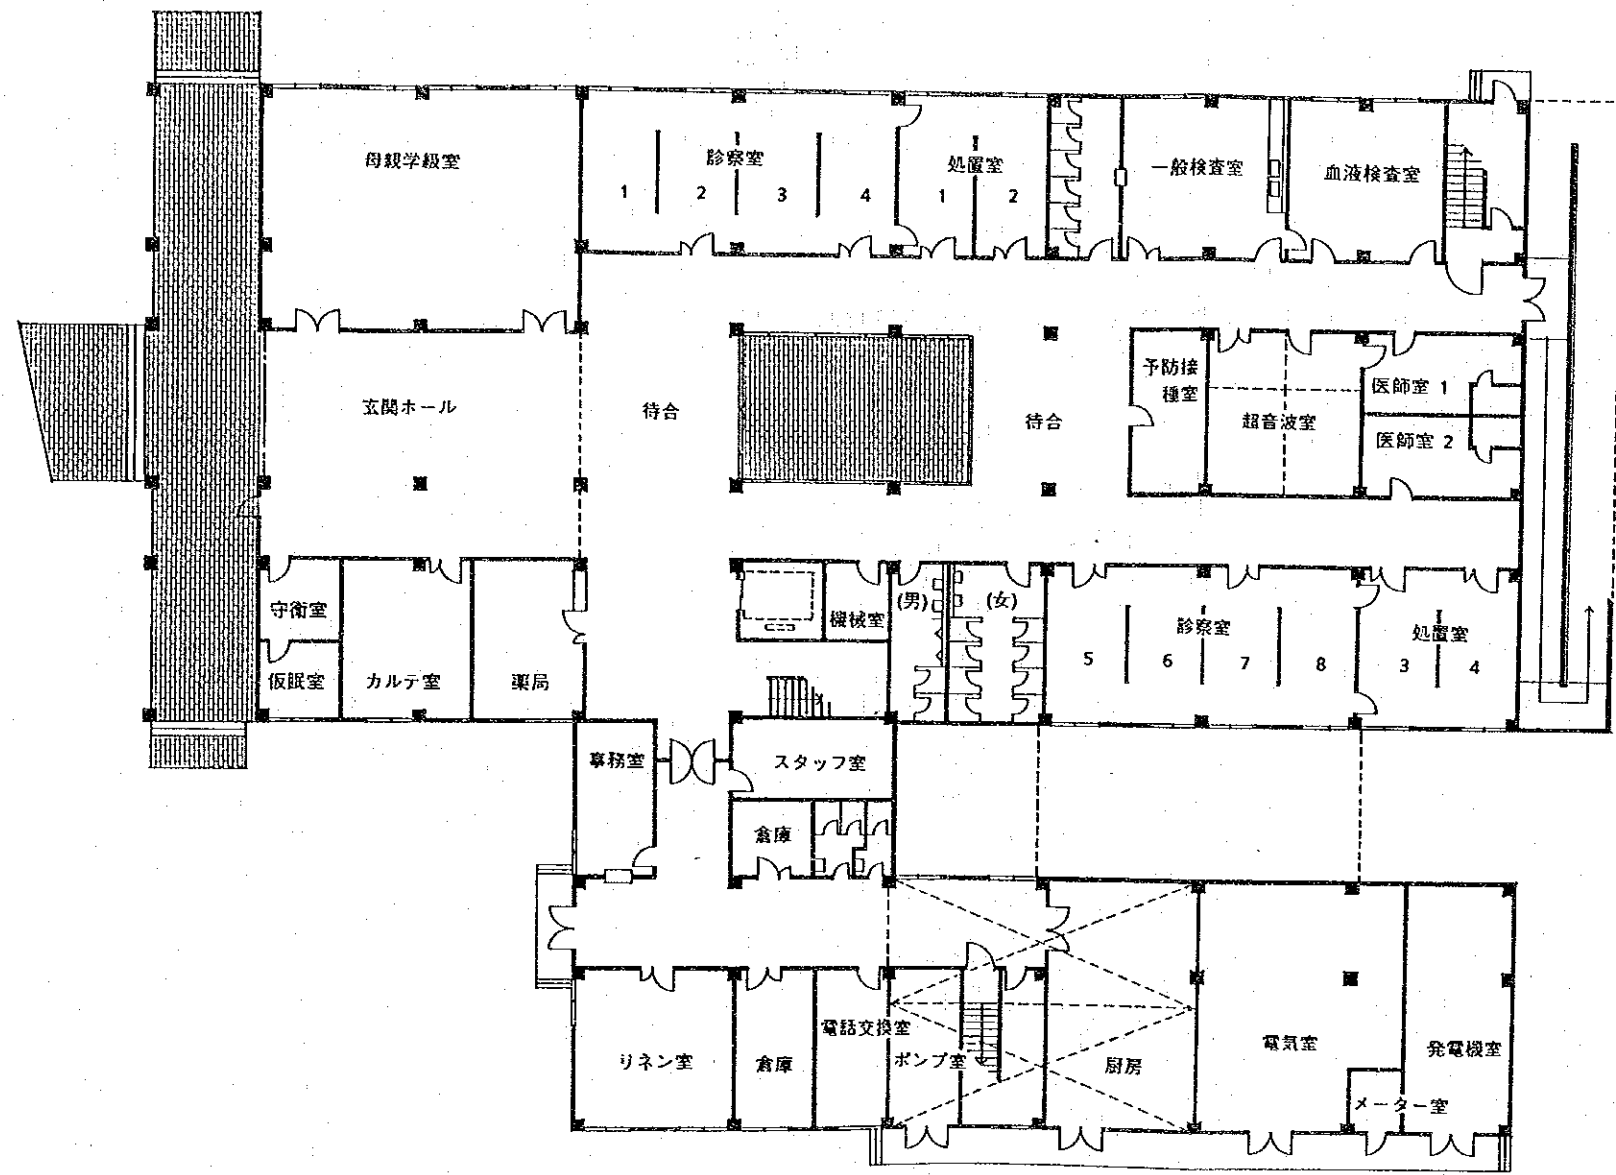 母親学級室
診察室
1
2
3
4
処置室
1
2
一般検査室
血液検査室
玄関ホール
待合
待合
予防接
種室
超音波室
医師室 1
医師室 2
守衛室
仮眠室
カルテ室
薬局
機械室
(男)
(女)
診察室
5
6
7
8
処置室
3
4
事務室
スタッフ室
倉庫
リネン室
倉庫
電話交換室
ポンプ室
厨房
電気室
メーター室
発電機室